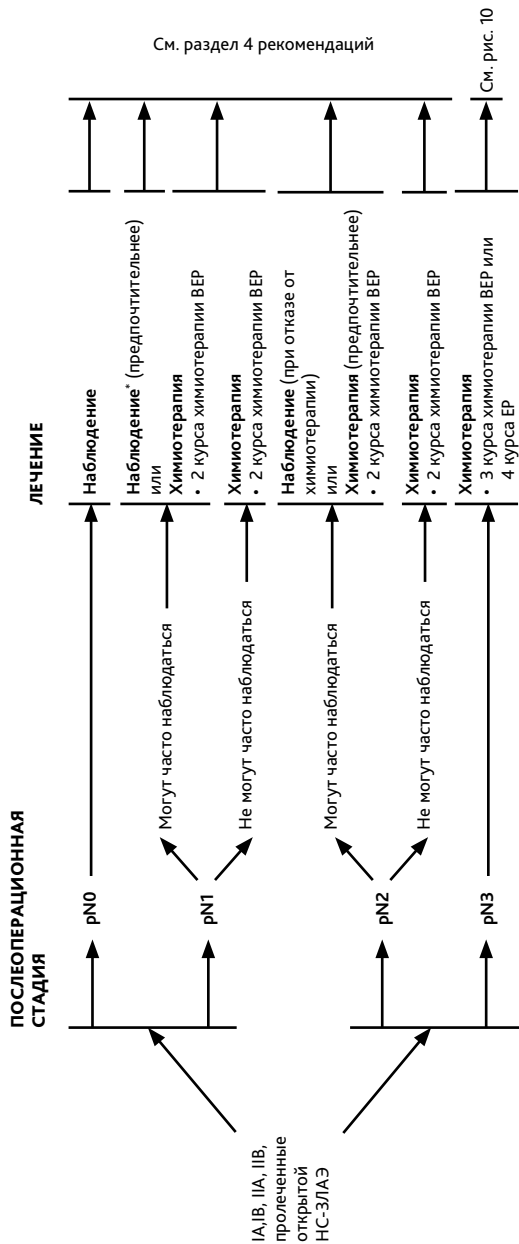 ПОСЛЕОПЕРАЦИОННАЯ
СТАДИЯ
ЛЕЧЕНИЕ
IA,IB, IIA, IIB,
пролеченные
открытой
НС-ЗЛАЭ
pN0
Наблюдение
pN1
Могут часто наблюдаться
Наблюдение* (предпочтительнее)
или
Химиотерапия
• 2 курса химиотерапии BEP
Не могут часто наблюдаться
Химиотерапия
• 2 курса химиотерапии BEP
pN2
Могут часто наблюдаться
Наблюдение (при отказе от
химиотерапии)
или
Химиотерапия (предпочтительнее)
• 2 курса химиотерапии BEP
Не могут часто наблюдаться
Химиотерапия
• 2 курса химиотерапии BEP
pN3
Химиотерапия
• 3 курса химиотерапии BEP или
4 курса EP
См. раздел 4 рекомендаций
См. рис. 10